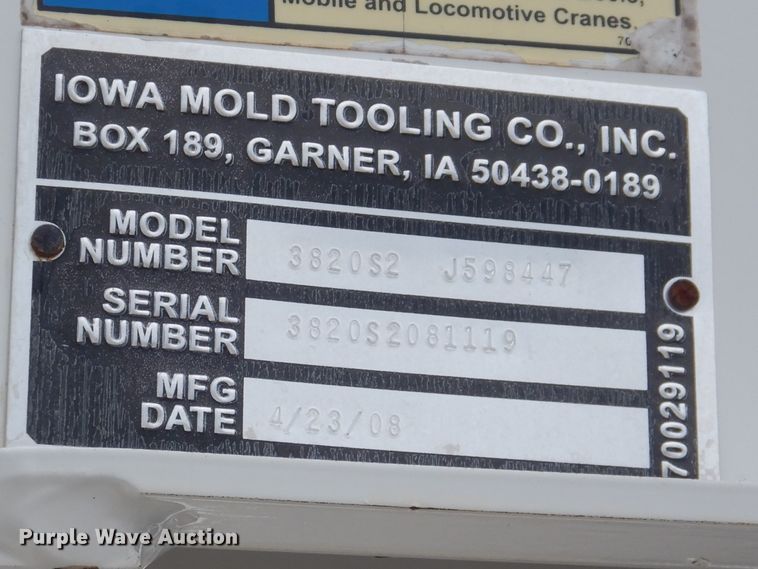 Mobile and Locomotive Cranes.
IOWA MOLD TOOLING CO., INC.
BOX 189, GARNER, IA 50438-0189
MODEL NUMBER 3820S2 J598447
SERIAL NUMBER 3820S2081119
MFG DATE 4/23/08
70029119
Purple Wave Auction